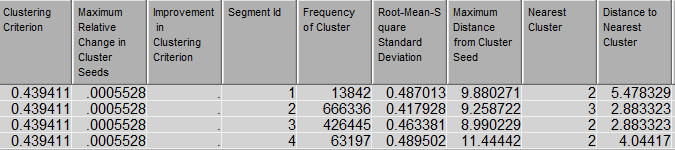 Clustering Criterion | Maximum Relative Change in Cluster Seeds | Improvement in Clustering Criterion | Segment Id | Frequency of Cluster | Root-Mean-S quare Standard Deviation | Maximum Distance from Cluster Seed | Nearest Cluster | Distance to Nearest Cluster
0.439411 | .0005528 | . | 1 | 13842 | 0.487013 | 9.880271 | 2 | 5.478329
0.439411 | .0005528 | . | 2 | 666336 | 0.417928 | 9.258722 | 3 | 2.883323
0.439411 | .0005528 | . | 3 | 426445 | 0.463381 | 8.990229 | 2 | 2.883323
0.439411 | .0005528 | . | 4 | 63197 | 0.489502 | 11.44442 | 2 | 4.04417